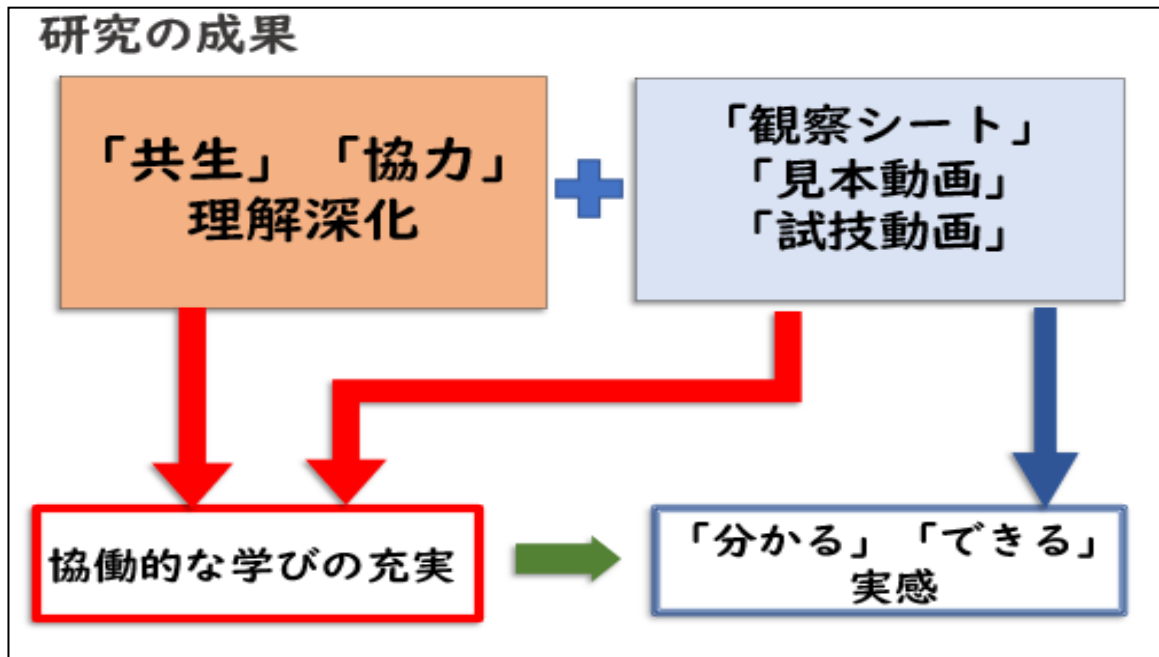 研究の成果
「共生」「協力」
理解深化
「観察シート」
「見本動画」
「試技動画」
協働的な学びの充実
「分かる」「できる」
実感